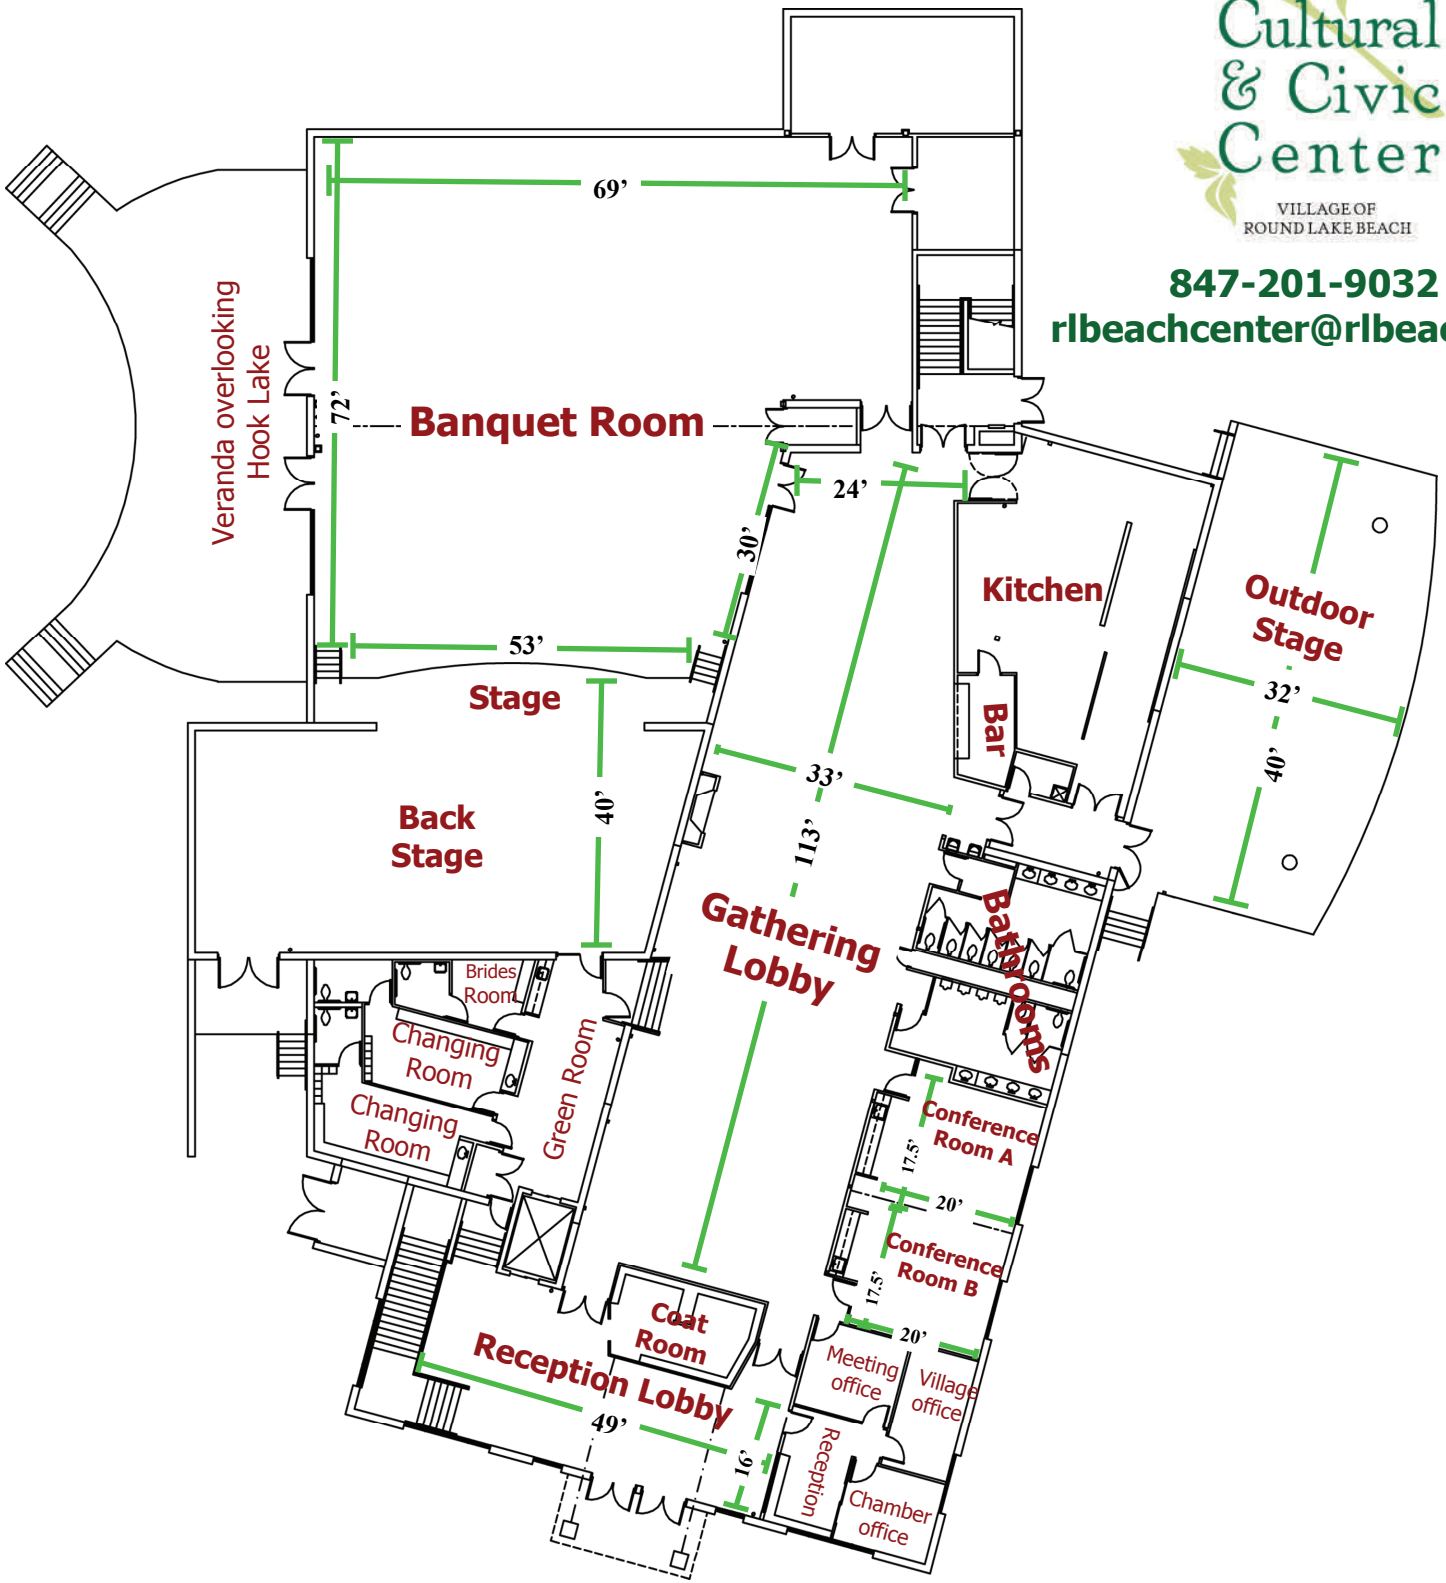 Cultural
& Civic
Center
VILLAGE OF
ROUND LAKE BEACH
847-201-9032
rlbeachcenter@rlbeac
69’
Veranda overlooking
Hook Lake
72’
Banquet Room
24’
30’
Kitchen
Outdoor
Stage
53’
Stage
32’
Bar
33’
40’
40’
113’
Back
Stage
Gathering
Lobby
Bathrooms
Brides
Room
Changing
Room
Green Room
Changing
Room
Conference
Room A
17.5’
20’
Conference
Room B
17.5’
20’
Coat
Room
Reception Lobby
49’
16’
Meeting
office
Village
office
Reception
Chamber
office